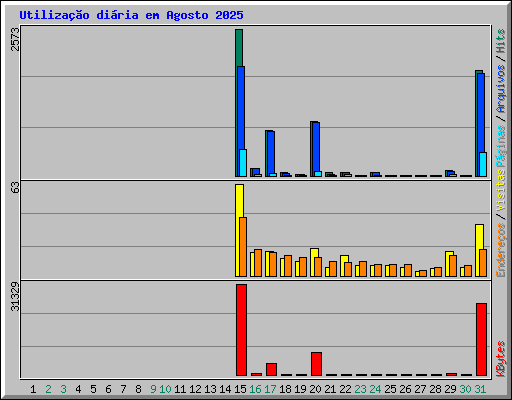 Utilização diária em Agosto 2025
2573
63
31329
Endereços / Visitas Páginas / Arquivos / Hits
KBytes
1 2 3 4 5 6 7 8 9 10 11 12 13 14 15 16 17 18 19 20 21 22 23 24 25 26 27 28 29 30 31